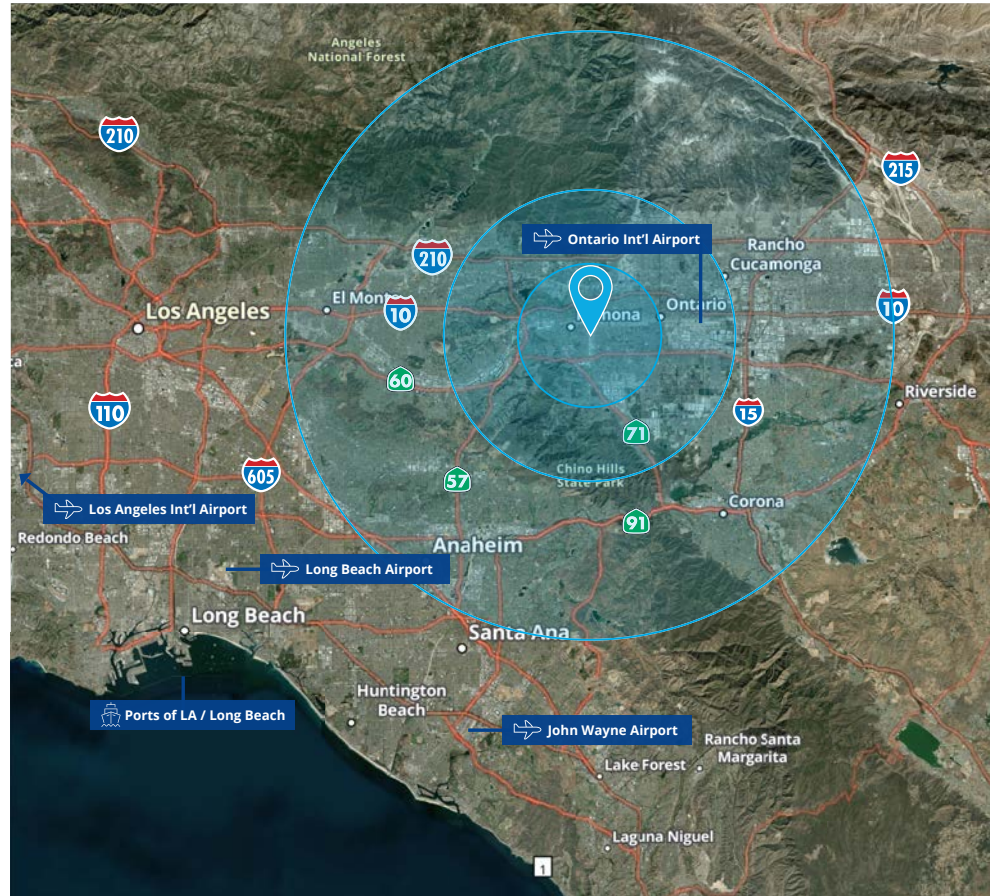 Angeles
National Forest
210
215
Ontario Int'l Airport
Rancho
Cucamonga
210
El Monte
10
Ontario
10
Los Angeles
60
Riverside
110
15
71
57
Chino Hills
State Park
605
Corona
Los Angeles Int'l Airport
91
Redondo Beach
Anaheim
Long Beach Airport
Long Beach
Santa Ana
Huntington
Beach
Ports of LA / Long Beach
John Wayne Airport
Rancho Santa
Margarita
Lake Forest
Laguna Niguel
1